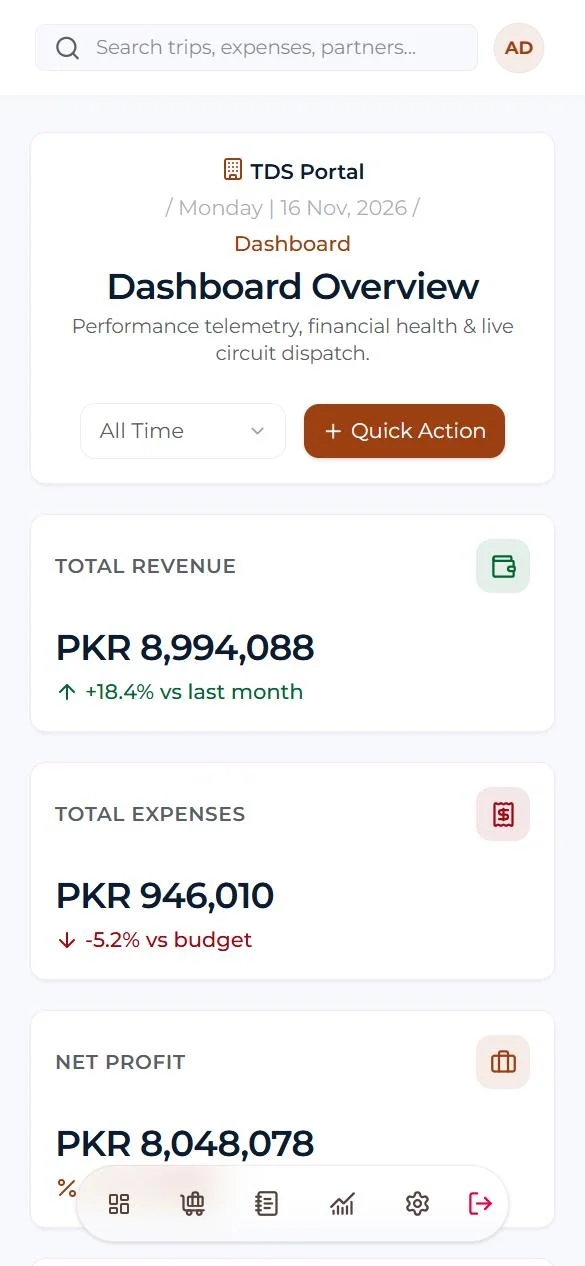 Search trips, expenses, partners...
AD
TDS Portal
/ Monday | 16 Nov, 2026 /
Dashboard
Dashboard Overview
Performance telemetry, financial health & live
circuit dispatch.
All Time
+ Quick Action
TOTAL REVENUE
PKR 8,994,088
↑ +18.4% vs last month
TOTAL EXPENSES
PKR 946,010
↓ -5.2% vs budget
NET PROFIT
PKR 8,048,078
%